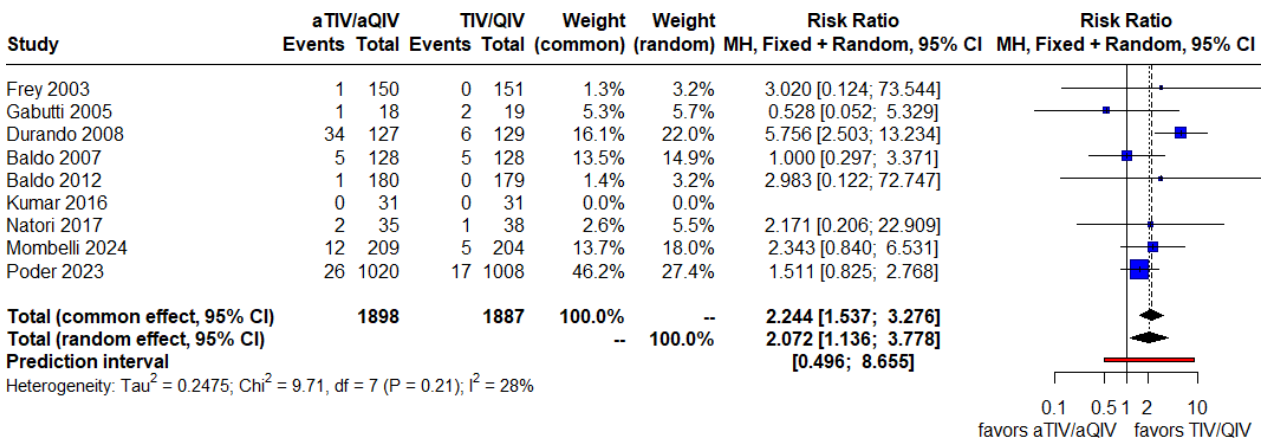 aTIV/aQIV TIV/QIV Weight Weight Risk Ratio Risk Ratio
Study Events Total Events Total (common) (random) MH, Fixed + Random, 95% CI MH, Fixed + Random, 95% CI
Frey 2003 1 150 0 151 1.3% 3.2% 3.020 [0.124; 73.544]
Gabutti 2005 1 18 2 19 5.3% 5.7% 0.528 [0.052; 5.329]
Durando 2008 34 127 6 129 16.1% 22.0% 5.756 [2.503; 13.234]
Baldo 2007 5 128 5 128 13.5% 14.9% 1.000 [0.297; 3.371]
Baldo 2012 1 180 0 179 1.4% 3.2% 2.983 [0.122; 72.747]
Kumar 2016 0 31 0 31 0.0% 0.0%
Natori 2017 2 35 1 38 2.6% 5.5% 2.171 [0.206; 22.909]
Mombelli 2024 12 209 5 204 13.7% 18.0% 2.343 [0.840; 6.531]
Poder 2023 26 1020 17 1008 46.2% 27.4% 1.511 [0.825; 2.768]
Total (common effect, 95% CI) 1898 1887 100.0% -- 2.244 [1.537; 3.276]
Total (random effect, 95% CI) -- 100.0% 2.072 [1.136; 3.778]
Prediction interval [0.496; 8.655]
Heterogeneity: Tau² = 0.2475; Chi² = 9.71, df = 7 (P = 0.21); I² = 28%
0.1 0.5 1 2 10
favors aTIV/aQIV favors TIV/QIV